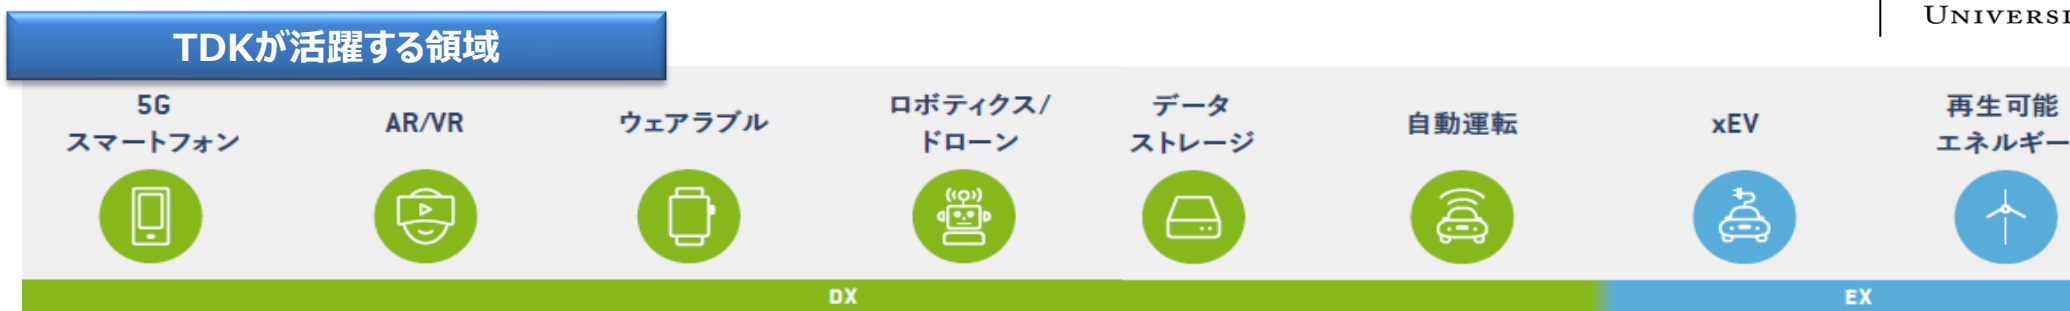 UNIVERSI
TDKが活躍する領域
5G
スマートフォン
AR/VR
ウェアラブル
ロボティクス/
ドローン
データ
ストレージ
自動運転
xEV
再生可能
エネルギー
DX
EX